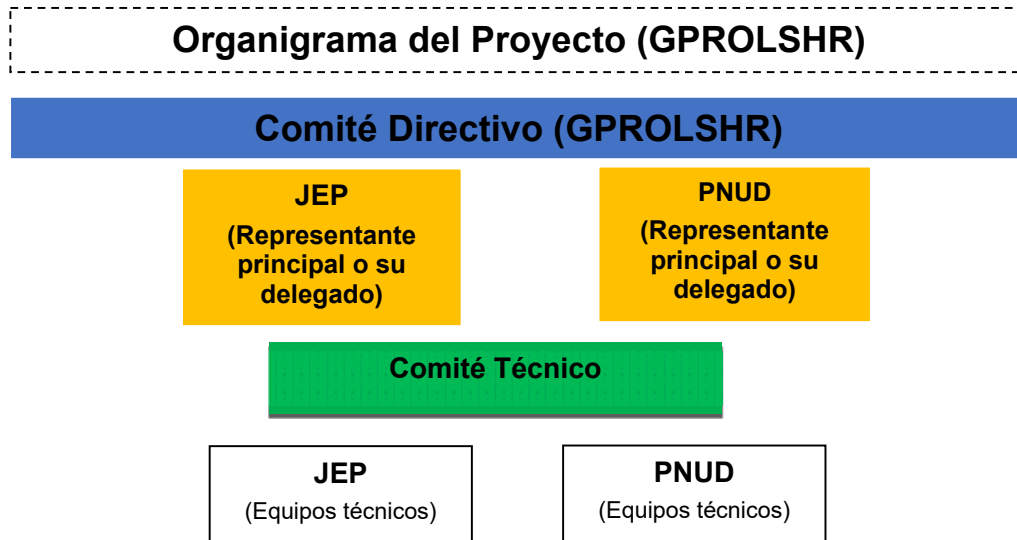 Organigrama del Proyecto (GPROLSHR)
Comité Directivo (GPROLSHR)
JEP
(Representante
principal o su
delegado)
PNUD
(Representante
principal o su
delegado)
Comité Técnico
JEP
(Equipos técnicos)
PNUD
(Equipos técnicos)